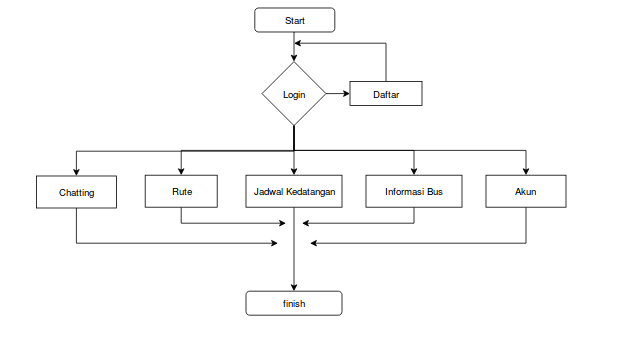 Start
Login
Daftar
Chatting
Rute
Jadwal Kedatangan
Informasi Bus
Akun
finish